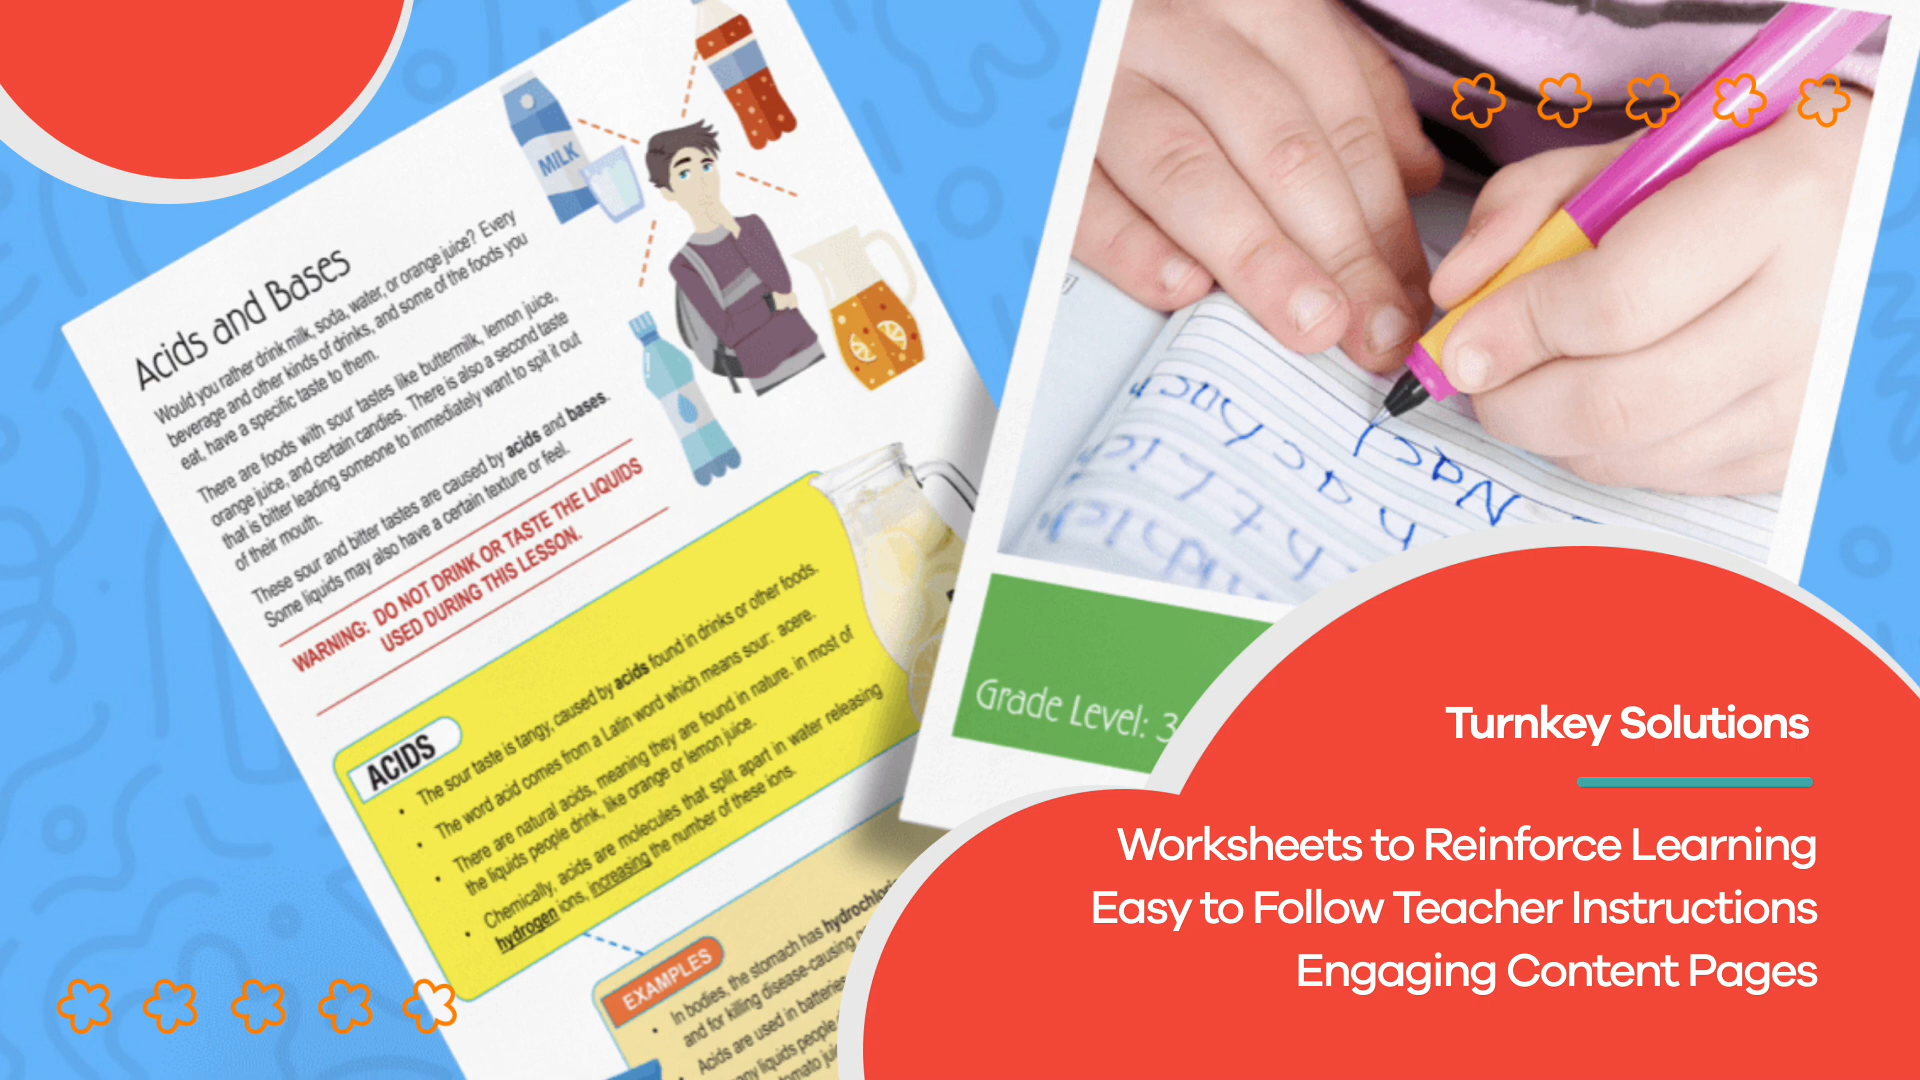 MILK
Acids and Bases
Would you rather drink milk, soda, water, or orange juice? Every
beverage and other kinds of drinks, and some of the foods you
eat, have a specific taste to them.
There are foods with sour tastes like buttermilk, lemon juice,
orange juice, and certain candies. There is also a second taste
that is bitter leading someone to immediately want to spit it out
of their mouth.
These sour and bitter tastes are caused by acids and bases.
Some liquids may also have a certain texture or feel.
WARNING: DO NOT DRINK OR TASTE THE LIQUIDS
USED DURING THIS LESSON.
ACIDS
• The sour taste is tangy, caused by acids found in drinks or other foods.
• The word acid comes from a Latin word which means sour: acere.
• There are natural acids, meaning they are found in nature. in most of
the liquids people drink, like orange or lemon juice.
• Chemically, acids are molecules that split apart in water releasing
hydrogen ions, increasing the number of these ions.
EXAMPLES
• In bodies, the stomach has
and for killing disease-causing
• Acids are used in batteries
liquids people
Grade Level: 3
Turnkey Solutions
Worksheets to Reinforce Learning
Easy to Follow Teacher Instructions
Engaging Content Pages